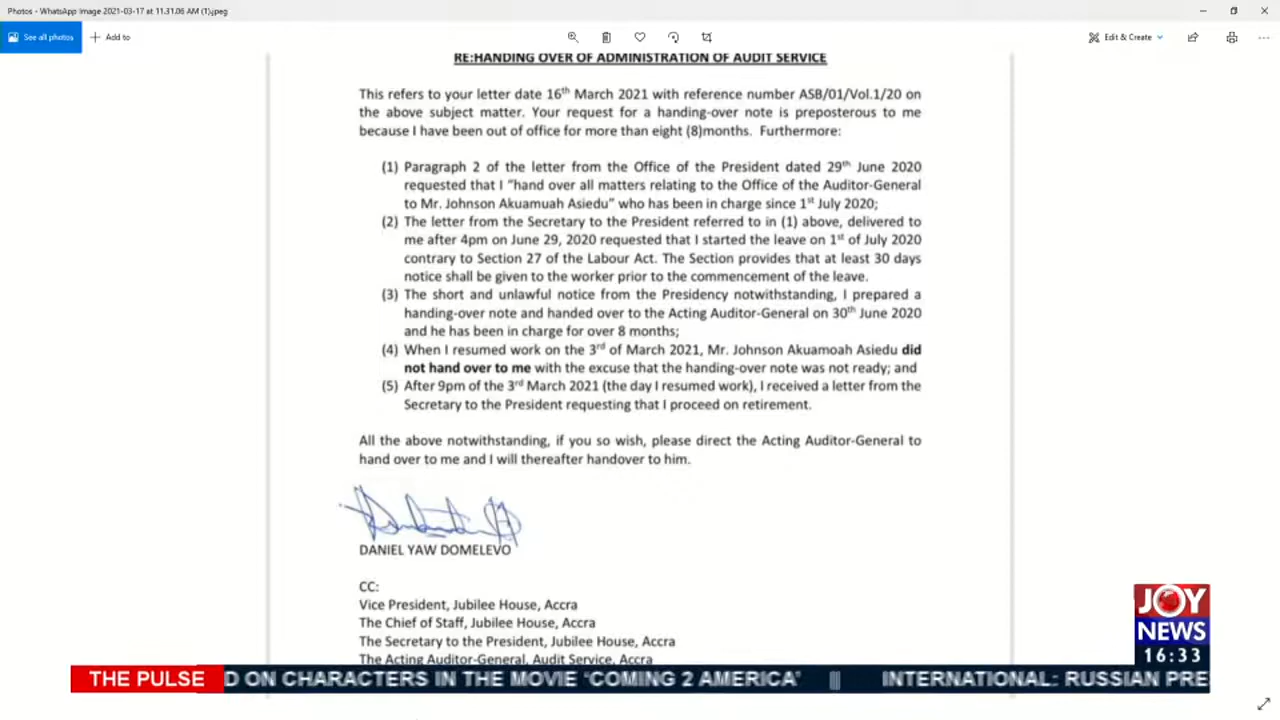 Photos - WhatsApp Image 2021-03-17 at 11.31.06 AM (1).jpeg
See all photos
Add to
Edit & Create
RE:HANDING OVER OF ADMINISTRATION OF AUDIT SERVICE
This refers to your letter date 16th March 2021 with reference number ASB/01/Vol.1/20 on
the above subject matter. Your request for a handing-over note is preposterous to me
because I have been out of office for more than eight (8)months. Furthermore:
(1) Paragraph 2 of the letter from the Office of the President dated 29th June 2020
requested that I "hand over all matters relating to the Office of the Auditor-General
to Mr. Johnson Akuamuah Asiedu" who has been in charge since 1st July 2020;
(2) The letter from the Secretary to the President referred to in (1) above, delivered to
me after 4pm on June 29, 2020 requested that I started the leave on 1st of July 2020
contrary to Section 27 of the Labour Act. The Section provides that at least 30 days
notice shall be given to the worker prior to the commencement of the leave.
(3) The short and unlawful notice from the Presidency notwithstanding, I prepared a
handing-over note and handed over to the Acting Auditor-General on 30th June 2020
and he has been in charge for over 8 months;
(4) When I resumed work on the 3rd of March 2021, Mr. Johnson Akuamoah Asiedu did
not hand over to me with the excuse that the handing-over note was not ready; and
(5) After 9pm of the 3rd March 2021 (the day I resumed work), I received a letter from the
Secretary to the President requesting that I proceed on retirement.
All the above notwithstanding, if you so wish, please direct the Acting Auditor-General to
hand over to me and I will thereafter handover to him.
DANIEL YAW DOMELEVO
CC:
Vice President, Jubilee House, Accra
The Chief of Staff, Jubilee House, Accra
The Secretary to the President, Jubilee House, Accra
The Acting Auditor-General, Audit Service, Accra
JOY
NEWS
16:33
THE PULSE
D ON CHARACTERS IN THE MOVIE 'COMING 2 AMERICA' || INTERNATIONAL: RUSSIAN PRE